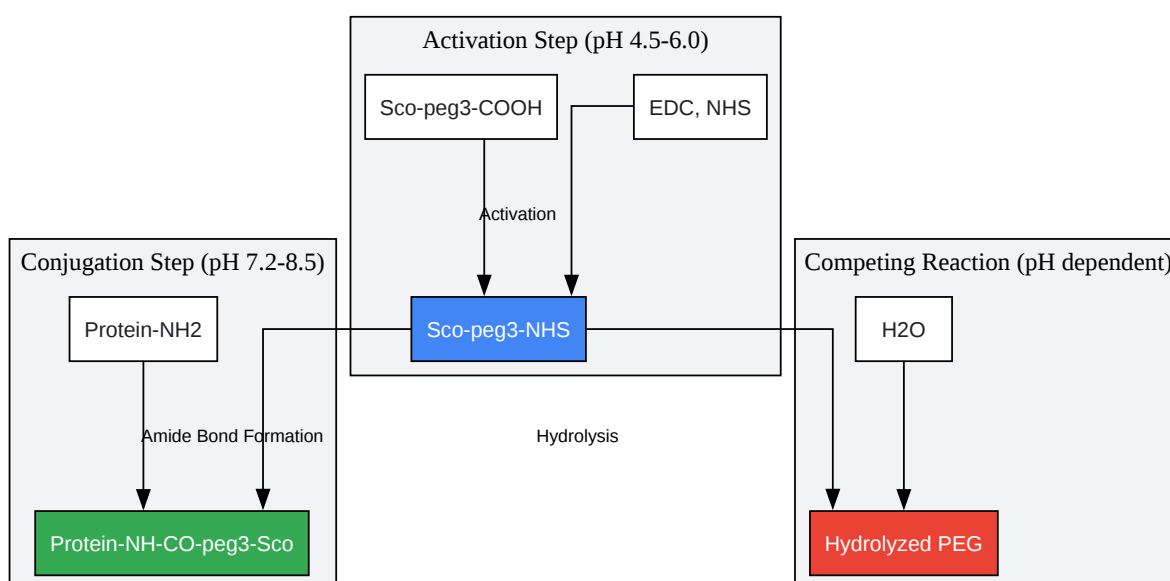 Activation Step (pH 4.5-6.0)
Sco-peg3-COOH
EDC, NHS
Activation
Conjugation Step (pH 7.2-8.5)
Competing Reaction (pH dependent)
Protein-NH2
Sco-peg3-NHS
H2O
Amide Bond Formation
Hydrolysis
Protein-NH-CO-peg3-Sco
Hydrolyzed PEG